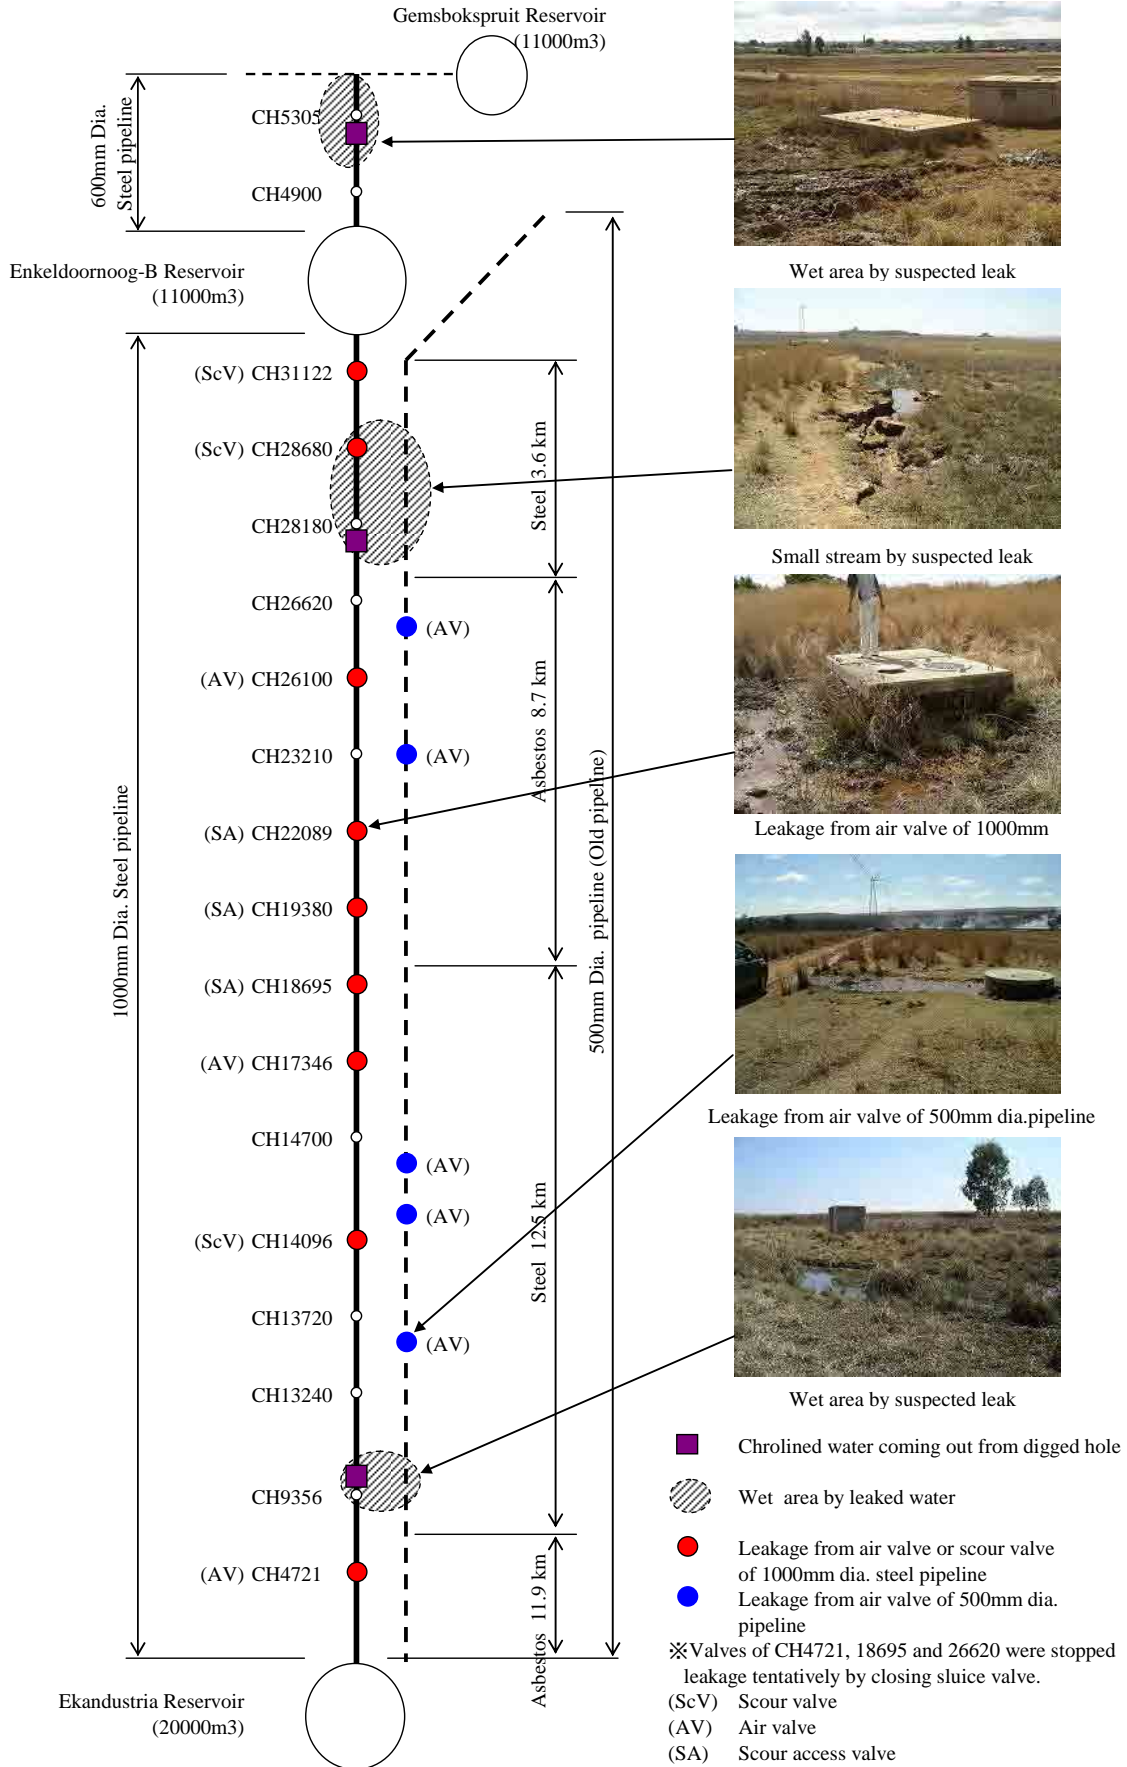 Gemsbokspruit Reservoir
(11000m3)
600mm Dia.
Steel pipeline
CH5305
CH4900
Wet area by suspected leak
Enkeldoornoog-B Reservoir
(11000m3)
(ScV) CH31122
(ScV) CH28680
CH28180
CH26620
(AV)
(AV) CH26100
CH23210
(AV)
(SA) CH22089
(SA) CH19380
(SA) CH18695
(AV) CH17346
CH14700
(AV)
(AV)
(ScV) CH14096
CH13720
(AV)
CH13240
CH9356
(AV) CH4721
1000mm Dia. Steel pipeline
Steel 3.6 km
Asbestos 8.7 km
Steel 12.5 km
Asbestos 11.9 km
500mm Dia. pipeline (Old pipeline)
Small stream by suspected leak
Leakage from air valve of 1000mm
Leakage from air valve of 500mm dia.pipeline
Wet area by suspected leak
Chrolined water coming out from digged hole
Wet area by leaked water
Leakage from air valve or scour valve
of 1000mm dia. steel pipeline
Leakage from air valve of 500mm dia.
pipeline
※Valves of CH4721, 18695 and 26620 were stopped
leakage tentatively by closing sluice valve.
(ScV) Scour valve
(AV) Air valve
(SA) Scour access valve
Ekandustria Reservoir
(20000m3)